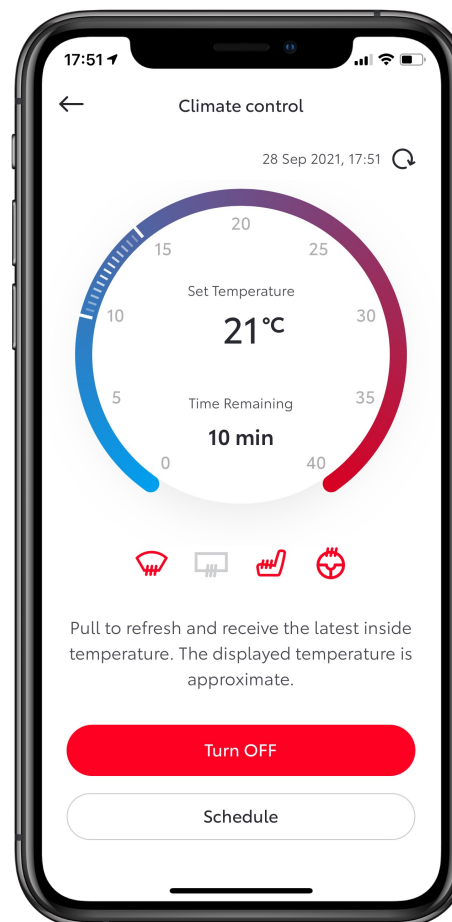 17:51
Climate control
28 Sep 2021, 17:51
20
15
25
Set Temperature
10
30
21°C
5
35
Time Remaining
10 min
0
40
Pull to refresh and receive the latest inside
temperature. The displayed temperature is
approximate.
Turn OFF
Schedule